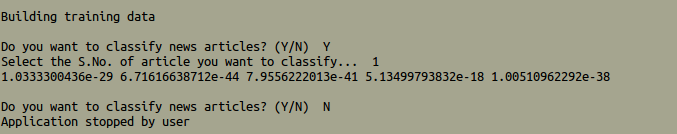 Building training data
Do you want to classify news articles? (Y/N)  Y
Select the S.No. of article you want to classify...  1
1.0333300436e-29 6.71616638712e-44 7.9556222013e-41 5.13499793832e-18 1.00510962292e-38
Do you want to classify news articles? (Y/N)  N
Application stopped by user